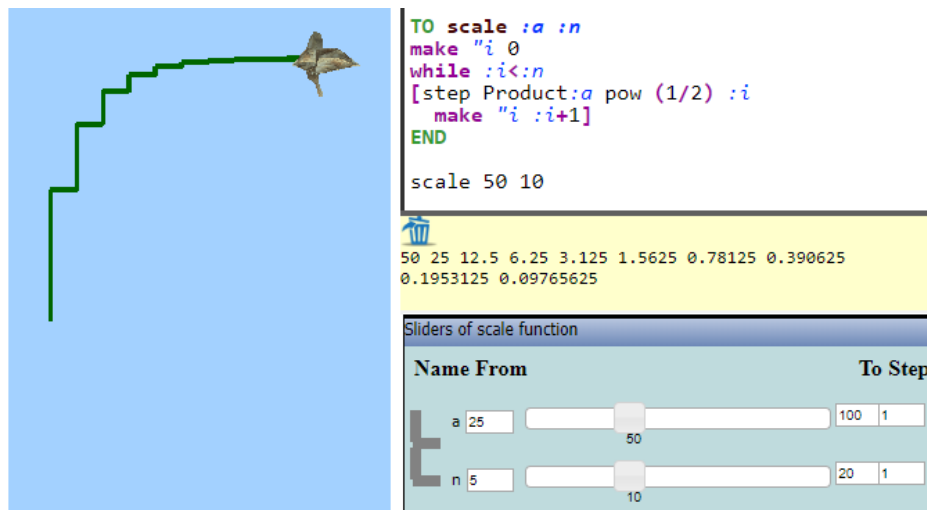 TO scale :a :n
make "i 0
while :i<:n
[step Product:a pow (1/2) :i
make "i :i+1]
END
scale 50 10
50 25 12.5 6.25 3.125 1.5625 0.78125 0.390625
0.1953125 0.09765625
Sliders of scale function
Name From To Step
a 25 100 1
50
n 5 20 1
10